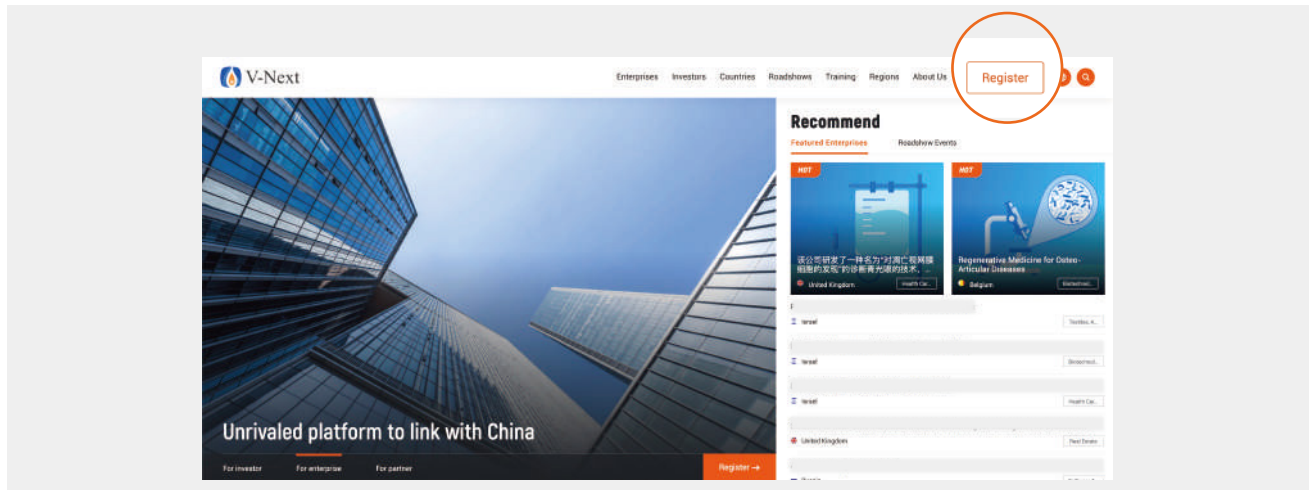 V-Next
Enterprises Investors Countries Roadshows Training Regions About Us Register
Recommend
Featured Enterprises Roadshow Events
HOT
该公司研发了一种名为“对凋亡视网膜
细胞的发现”的诊断青光眼的技术，...
United Kingdom Health Car...
HOT
Regenerative Medicine for Osteo-
Articular Diseases
Belgium Biomedical...
Israel Textiles, A...
Israel Biomedical...
Israel Health Car...
United Kingdom Real Estate
Unrivaled platform to link with China
For investor For enterprise For partner Register →